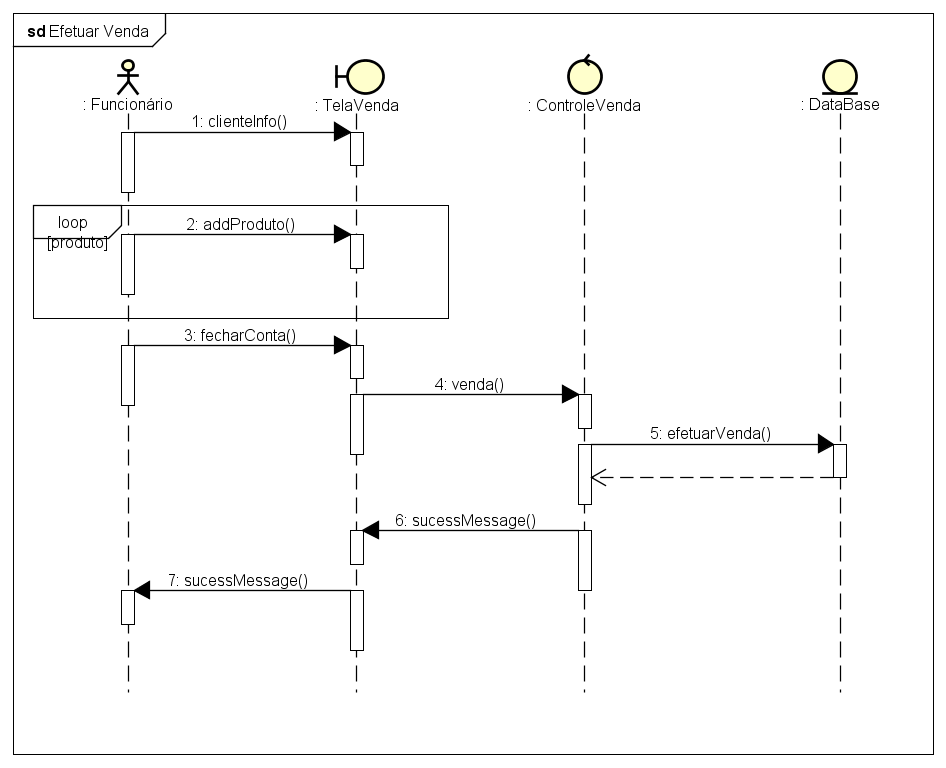 sd Efetuar Venda
: Funcionário
: TelaVenda
: ControleVenda
: DataBase
1: clienteInfo()
loop
[produto]
2: addProduto()
3: fecharConta()
4: venda()
5: efetuarVenda()
6: sucessMessage()
7: sucessMessage()